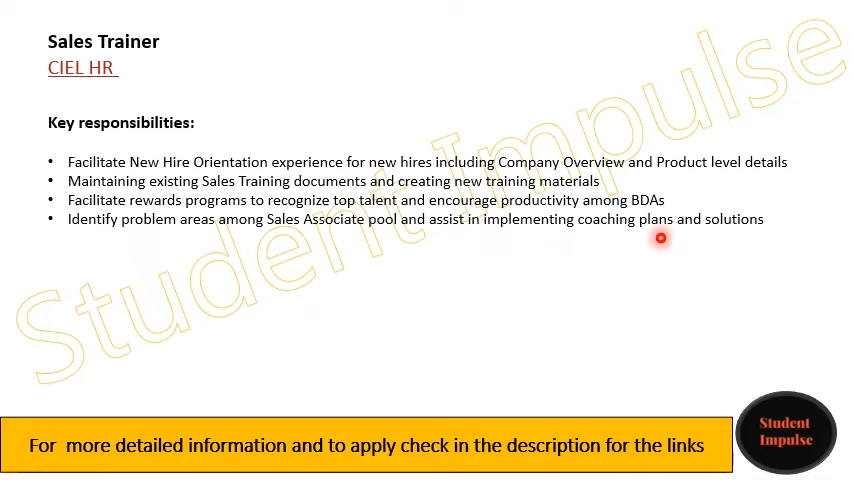 Sales Trainer
CIEL HR
Key responsibilities:
• Facilitate New Hire Orientation experience for new hires including Company Overview and Product level details
• Maintaining existing Sales Training documents and creating new training materials
• Facilitate rewards programs to recognize top talent and encourage productivity among BDAs
• Identify problem areas among Sales Associate pool and assist in implementing coaching plans and solutions
Student Impulse
For more detailed information and to apply check in the description for the links
Student
Impulse